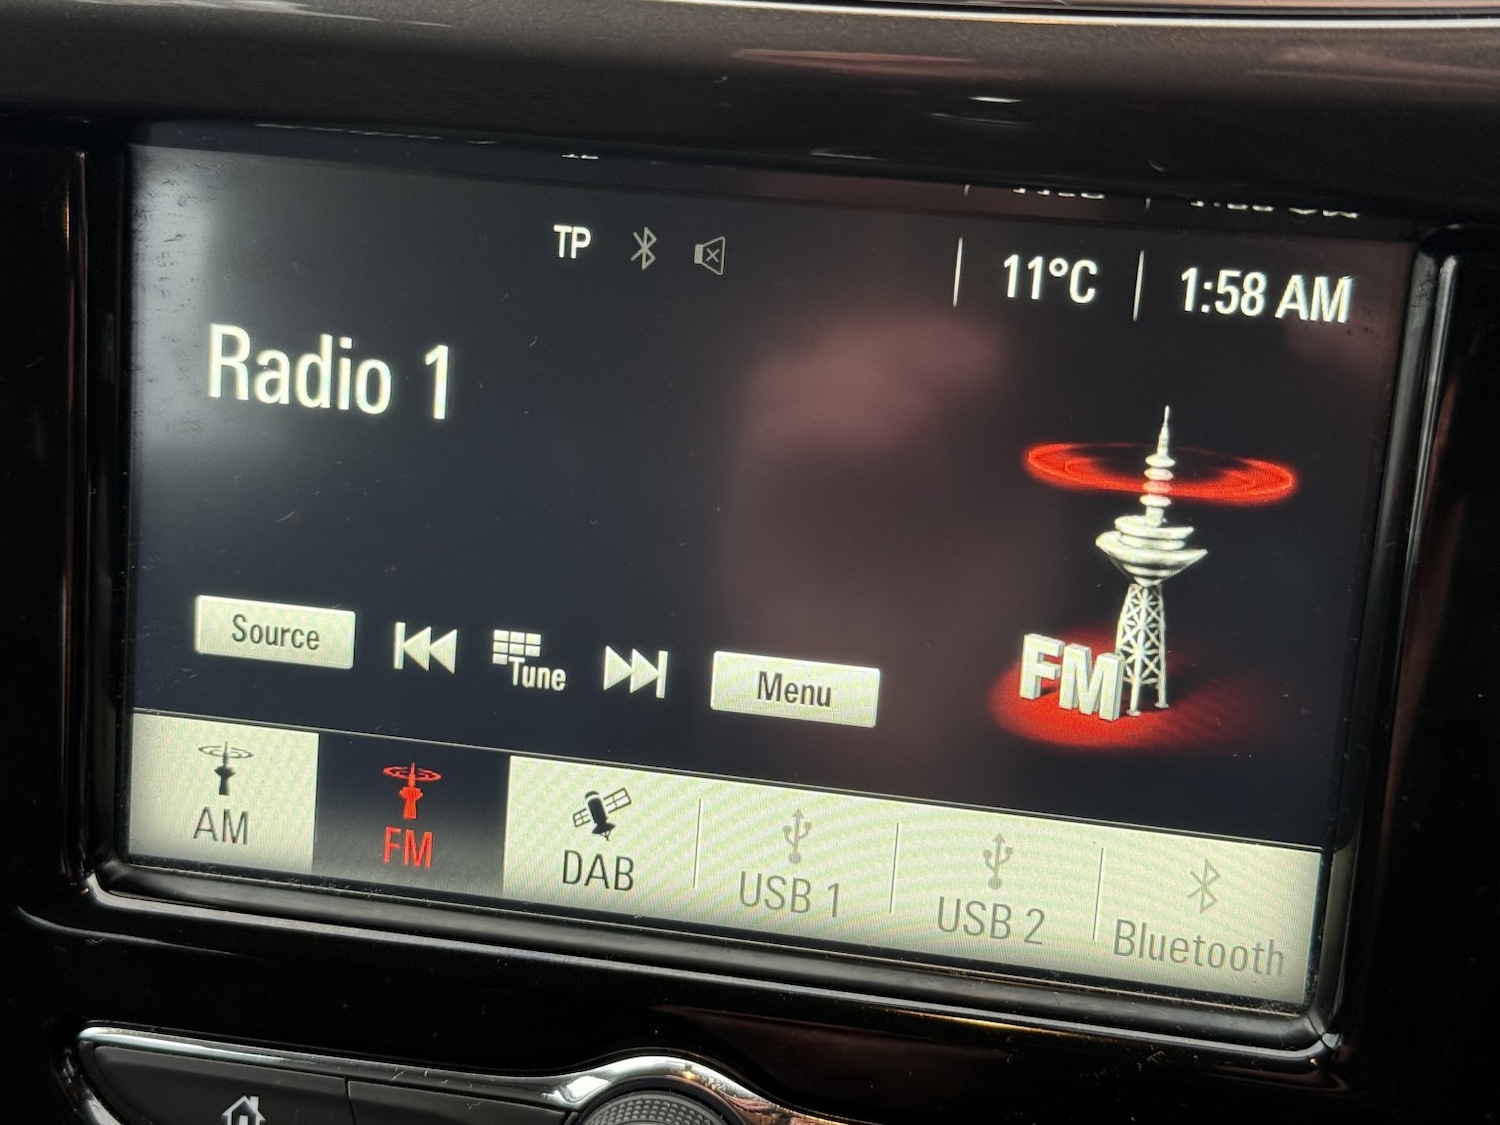 TP
11°C
1:58 AM
Radio 1
Source
Tune
Menu
FM
AM
FM
DAB
USB 1
USB 2
Bluetooth